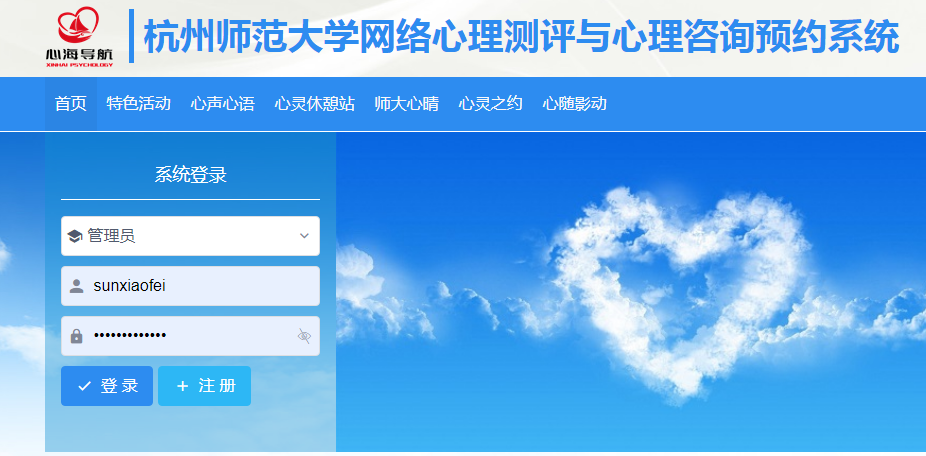 心海导航
XINHAI PSYCHOLOGY
杭州师范大学网络心理测评与心理咨询预约系统
首页 特色活动 心声心语 心灵休憩站 师大心晴 心灵之约 心随影动
系统登录
管理员
sunxiaofei
•••••••••••••
登 录 注 册